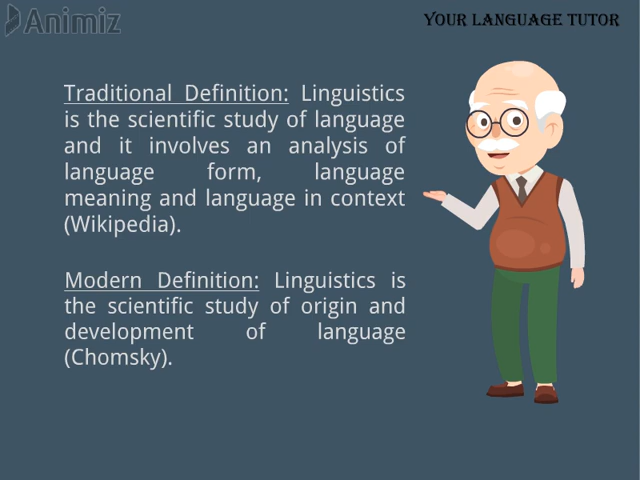 Animiz
YOUR LANGUAGE TUTOR
Traditional Definition: Linguistics
is the scientific study of language
and it involves an analysis of
language form, language
meaning and language in context
(Wikipedia).
Modern Definition: Linguistics is
the scientific study of origin and
development of language
(Chomsky).